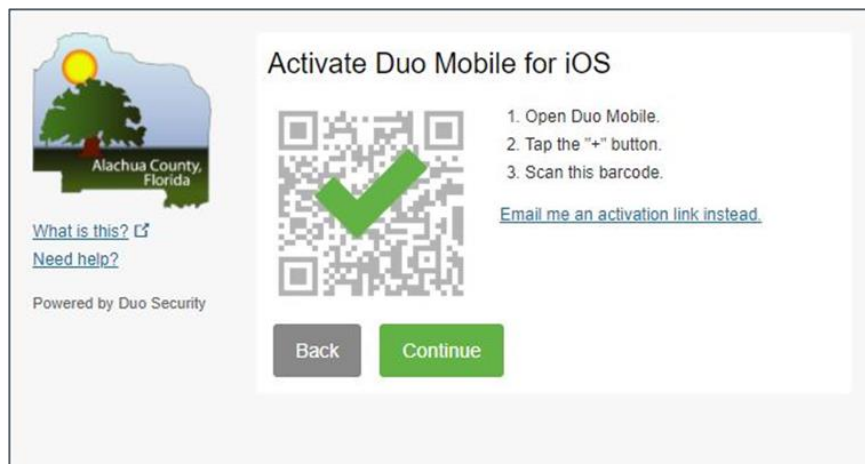 Alachua County,
Florida
What is this?
Need help?
Powered by Duo Security
Activate Duo Mobile for iOS
1. Open Duo Mobile.
2. Tap the "+" button.
3. Scan this barcode.
Email me an activation link instead.
Back
Continue